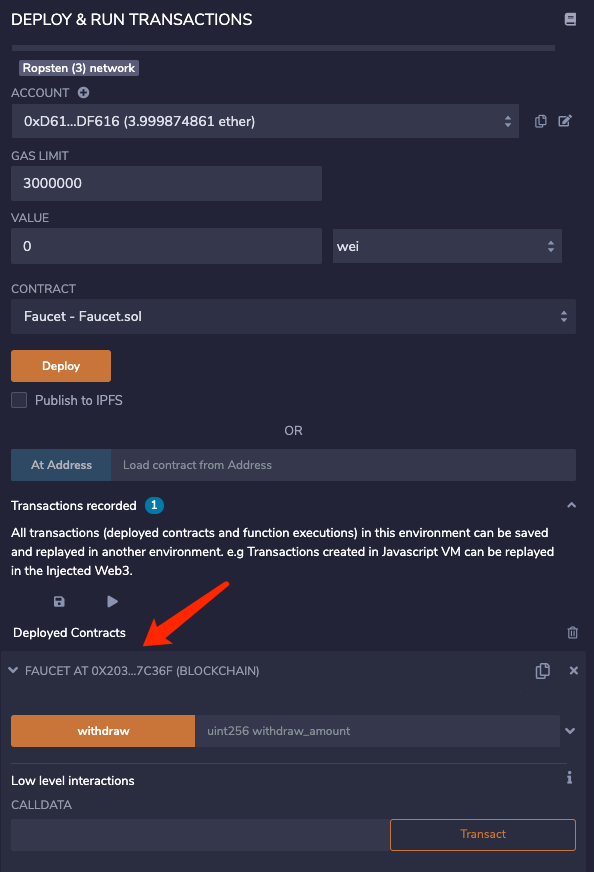 DEPLOY & RUN TRANSACTIONS
Ropsten (3) network
ACCOUNT
0xD61...DF616 (3.999874861 ether)
GAS LIMIT
3000000
VALUE
0
wei
CONTRACT
Faucet - Faucet.sol
Deploy
Publish to IPFS
OR
At Address
Load contract from Address
Transactions recorded 1
All transactions (deployed contracts and function executions) in this environment can be saved
and replayed in another environment. e.g Transactions created in Javascript VM can be replayed
in the Injected Web3.
Deployed Contracts
FAUCET AT 0X203...7C36F (BLOCKCHAIN)
withdraw
uint256 withdraw_amount
Low level interactions
CALLDATA
Transact